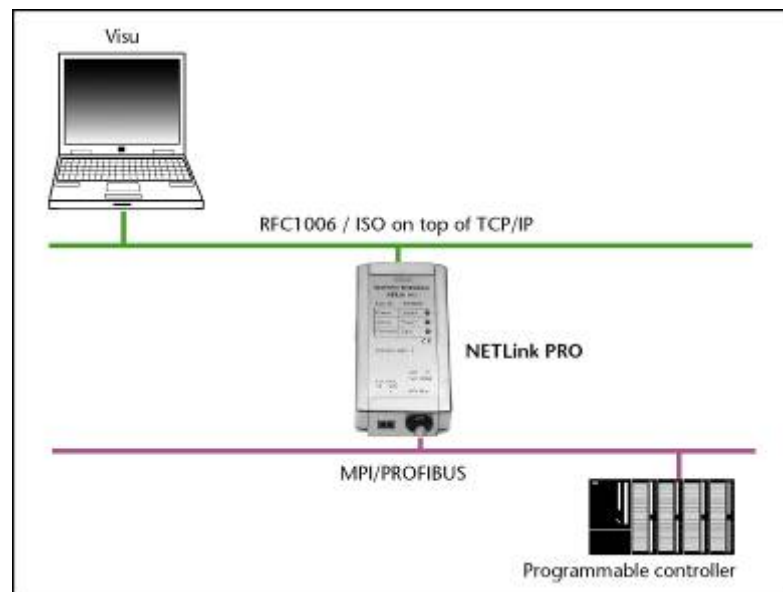 Visu
RFC1006 / ISO on top of TCP/IP
NETLink PRO
MPI/PROFIBUS
Programmable controller